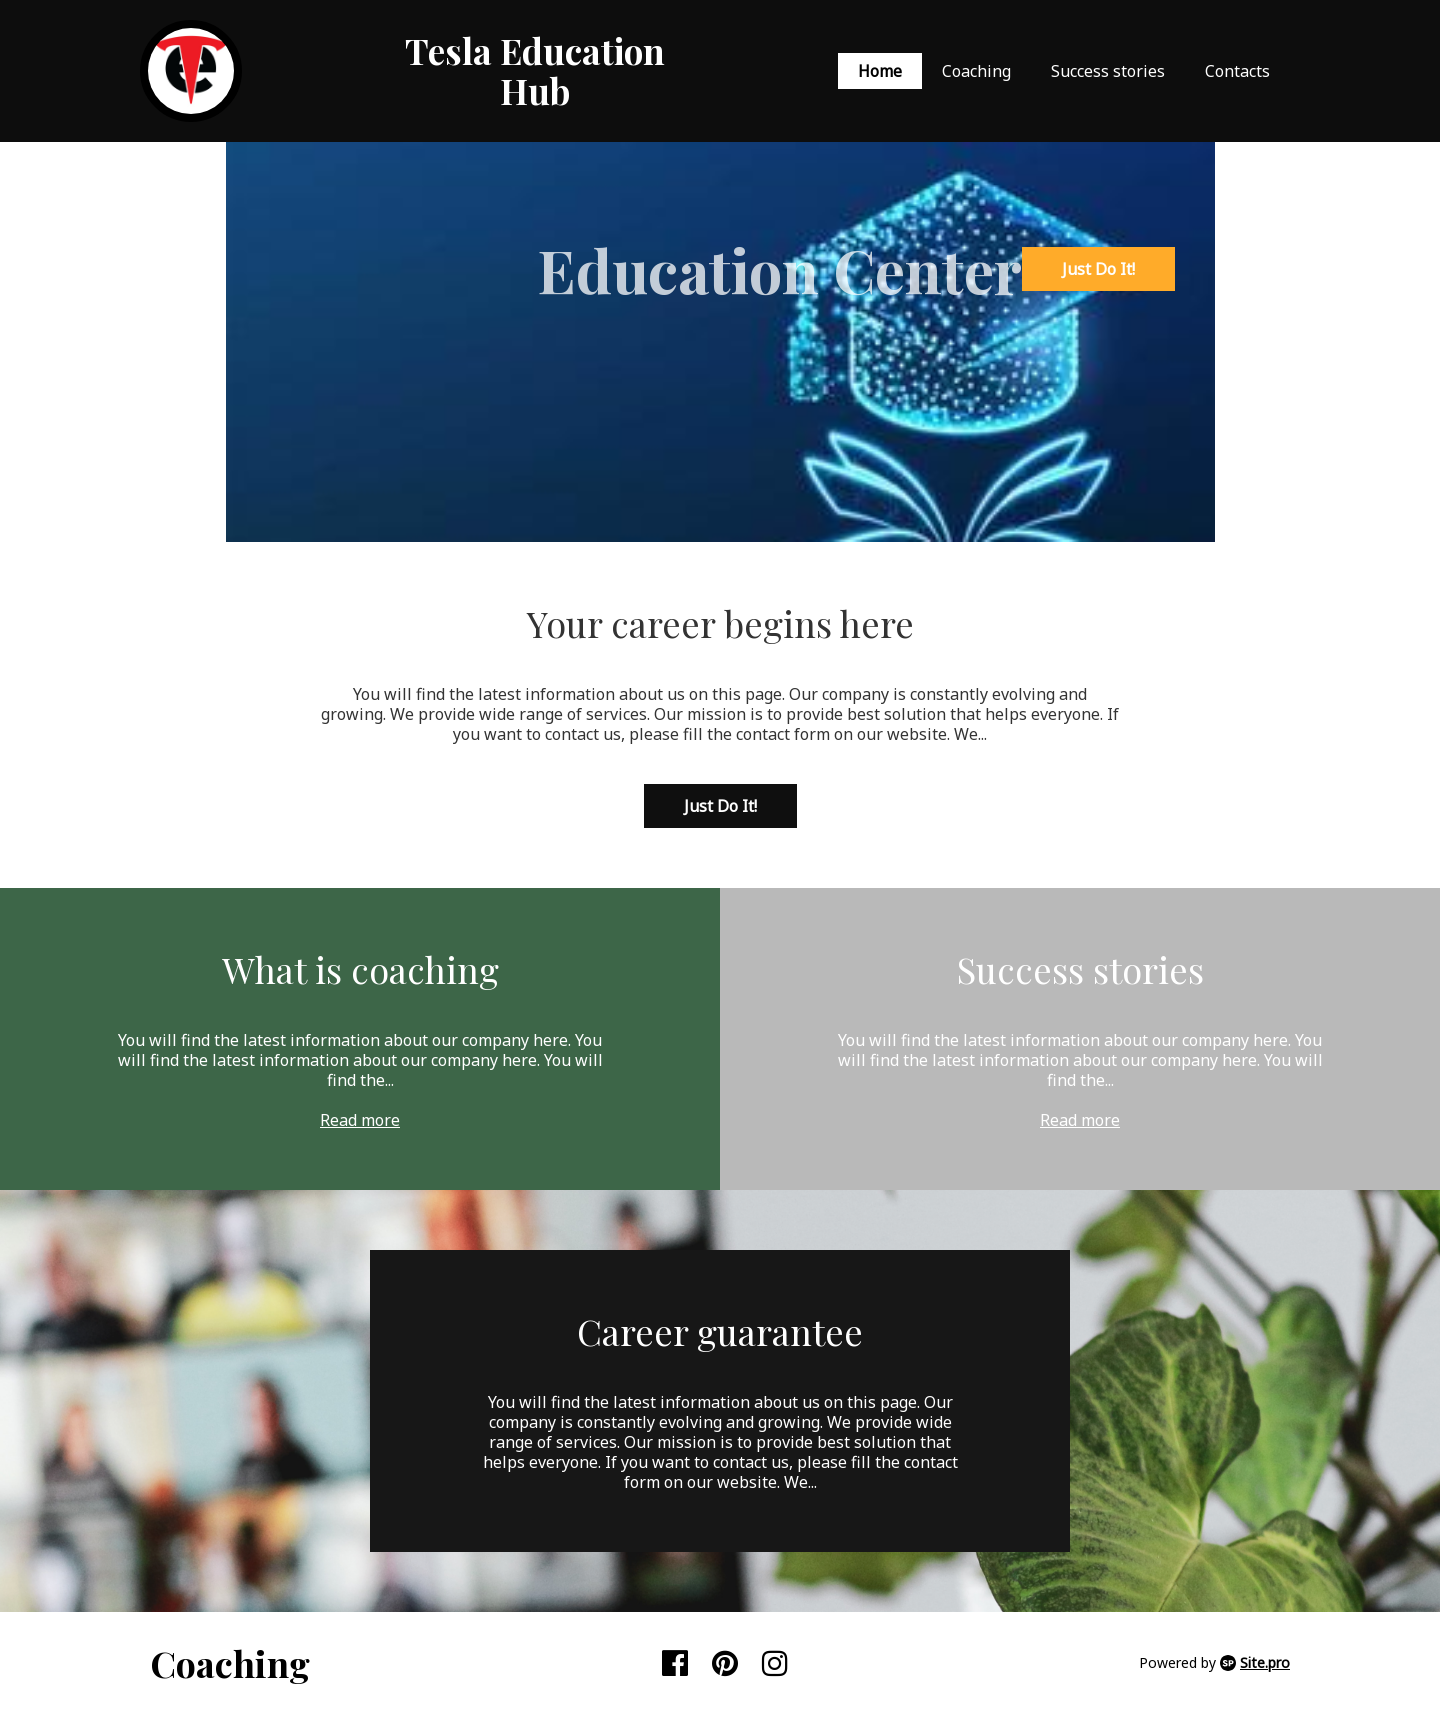 Tesla Education
Hub
Home
Coaching
Success stories
Contacts
Education Center
Just Do It!
Your career begins here
You will find the latest information about us on this page. Our company is constantly evolving and
growing. We provide wide range of services. Our mission is to provide best solution that helps everyone. If
you want to contact us, please fill the contact form on our website. We...
Just Do It!
What is coaching
You will find the latest information about our company here. You
will find the latest information about our company here. You will
find the...
Read more
Success stories
You will find the latest information about our company here. You
will find the latest information about our company here. You will
find the...
Read more
Career guarantee
You will find the latest information about us on this page. Our
company is constantly evolving and growing. We provide wide
range of services. Our mission is to provide best solution that
helps everyone. If you want to contact us, please fill the contact
form on our website. We...
Coaching
Powered by SP Site.pro